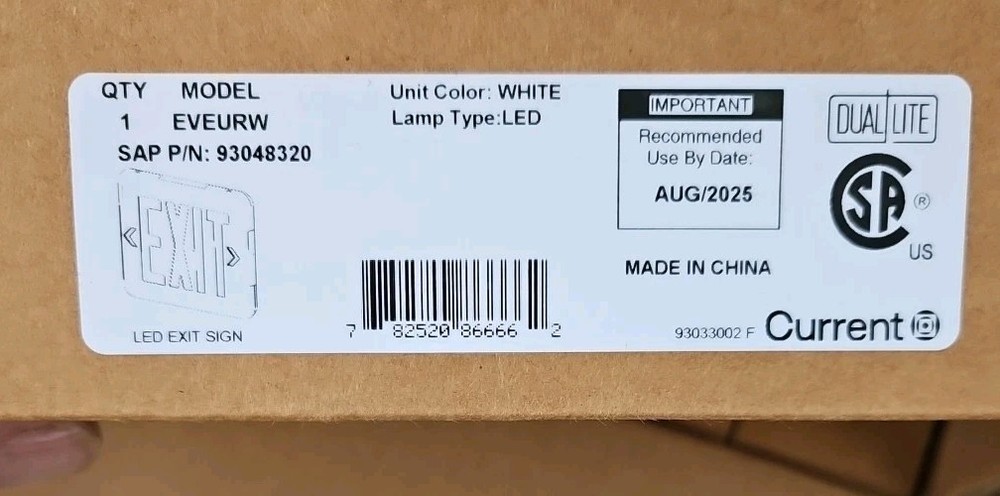 QTY MODEL
1 EVEURW
SAP P/N: 93048320
< EXIT >
LED EXIT SIGN
Unit Color: WHITE
Lamp Type:LED
7 82520 86666 2
IMPORTANT
Recommended
Use By Date:
AUG/2025
MADE IN CHINA
93033002 F
DUAL LITE
SA ®
US
Current